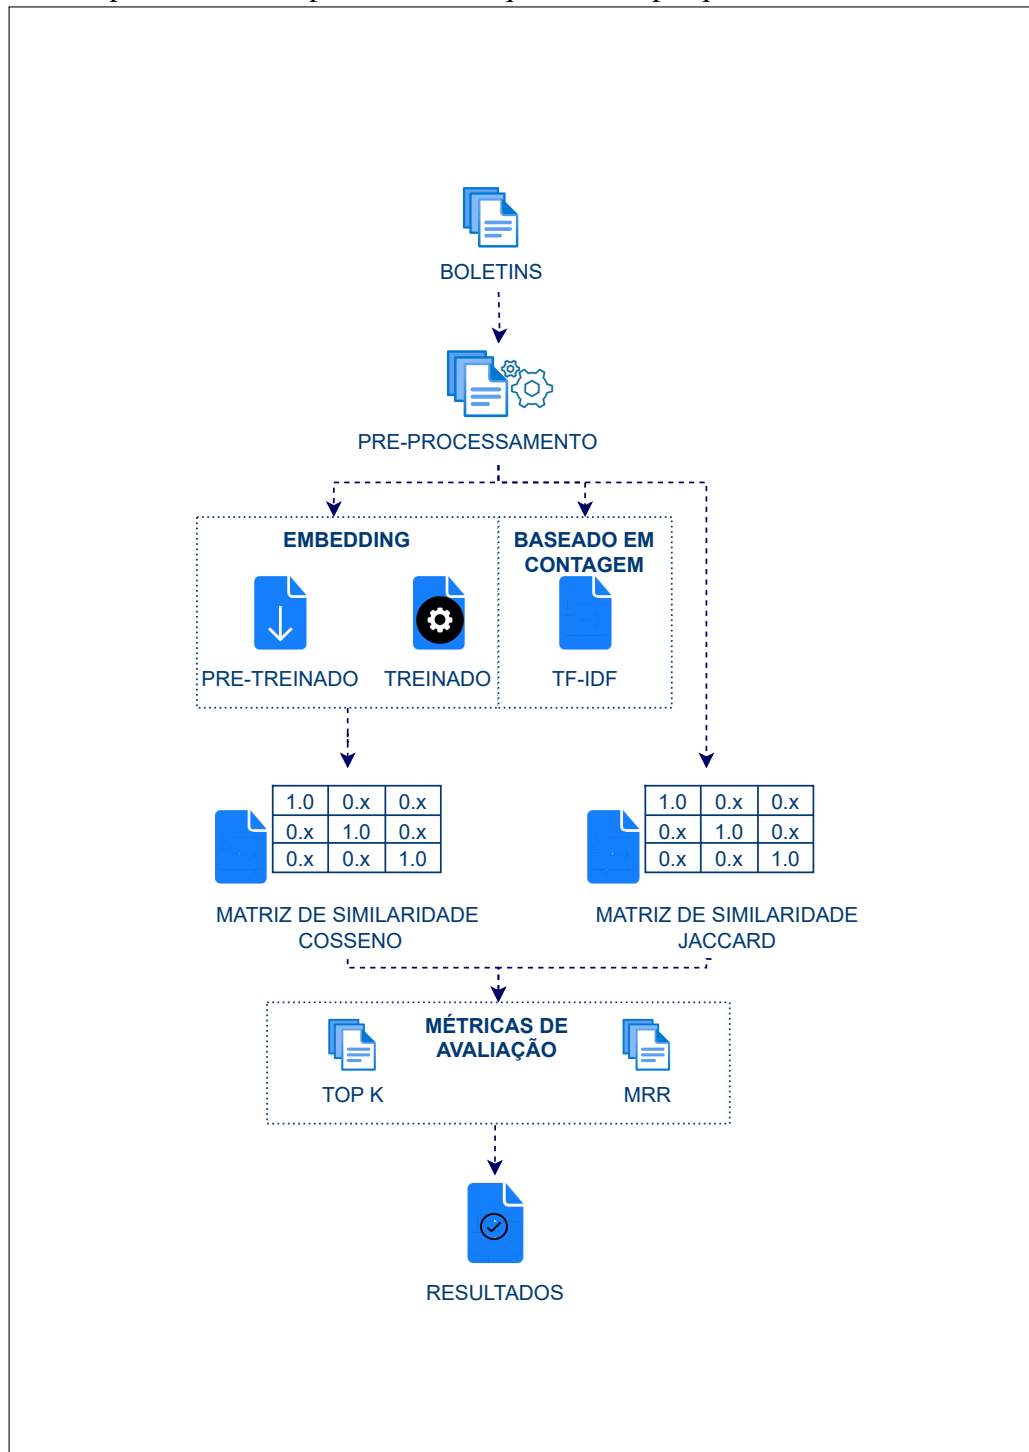 BOLETINS
PRE-PROCESSAMENTO
EMBEDDING
BASEADO EM
CONTAGEM
PRE-TREINADO
TREINADO
TF-IDF
1.0 0.x 0.x
0.x 1.0 0.x
0.x 0.x 1.0
MATRIZ DE SIMILARIDADE
COSSENO
1.0 0.x 0.x
0.x 1.0 0.x
0.x 0.x 1.0
MATRIZ DE SIMILARIDADE
JACCARD
MÉTRICAS DE
AVALIAÇÃO
TOP K
MRR
RESULTADOS